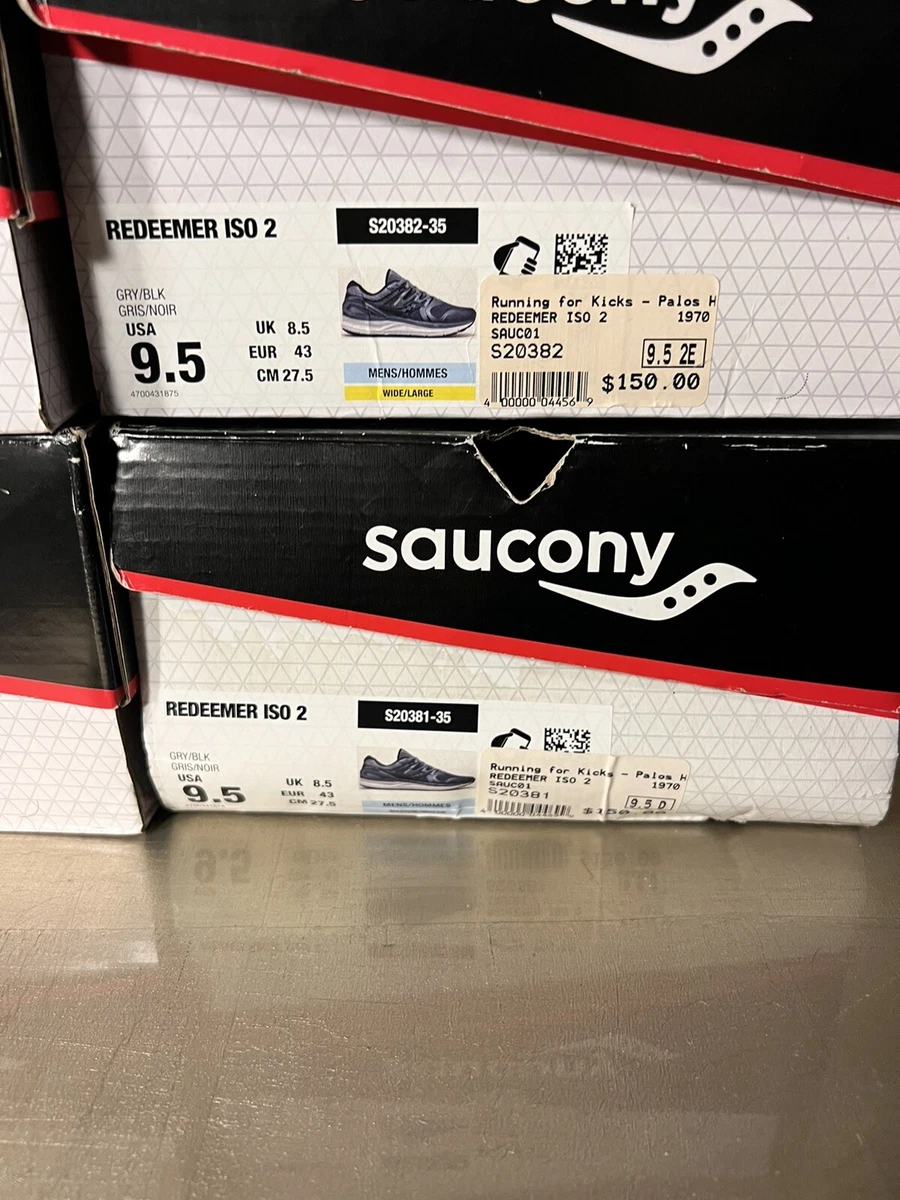 REDEEMER ISO 2
S20382-35
GRY/BLK
GRIS/NOIR
USA
9.5
4700431875
UK 8.5
EUR 43
CM 27.5
MENS/HOMMES
WIDE/LARGE
Running for Kicks - Palos H
REDEEMER ISO 2 1970
SAUC01
S20382 9.5 2E
$150.00
4 00000 04456 9
saucony
REDEEMER ISO 2
S20381-35
GRY/BLK
GRIS/NOIR
USA
9.5
UK 8.5
EUR 43
CM 27.5
MENS/HOMMES
Running for Kicks - Palos H
REDEEMER ISO 2 1970
SAUC01
S20381 9.5 D
$150.00